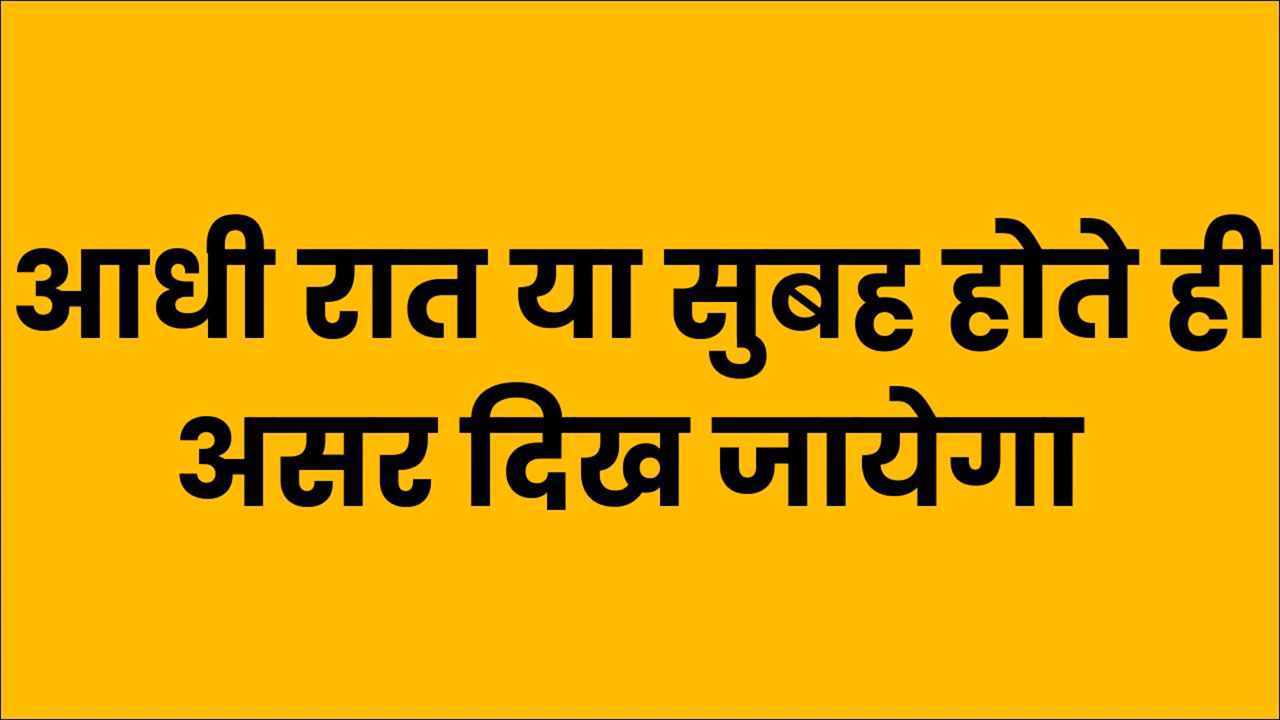 आधी रात या सुबह होते ही
असर दिख जायेगा